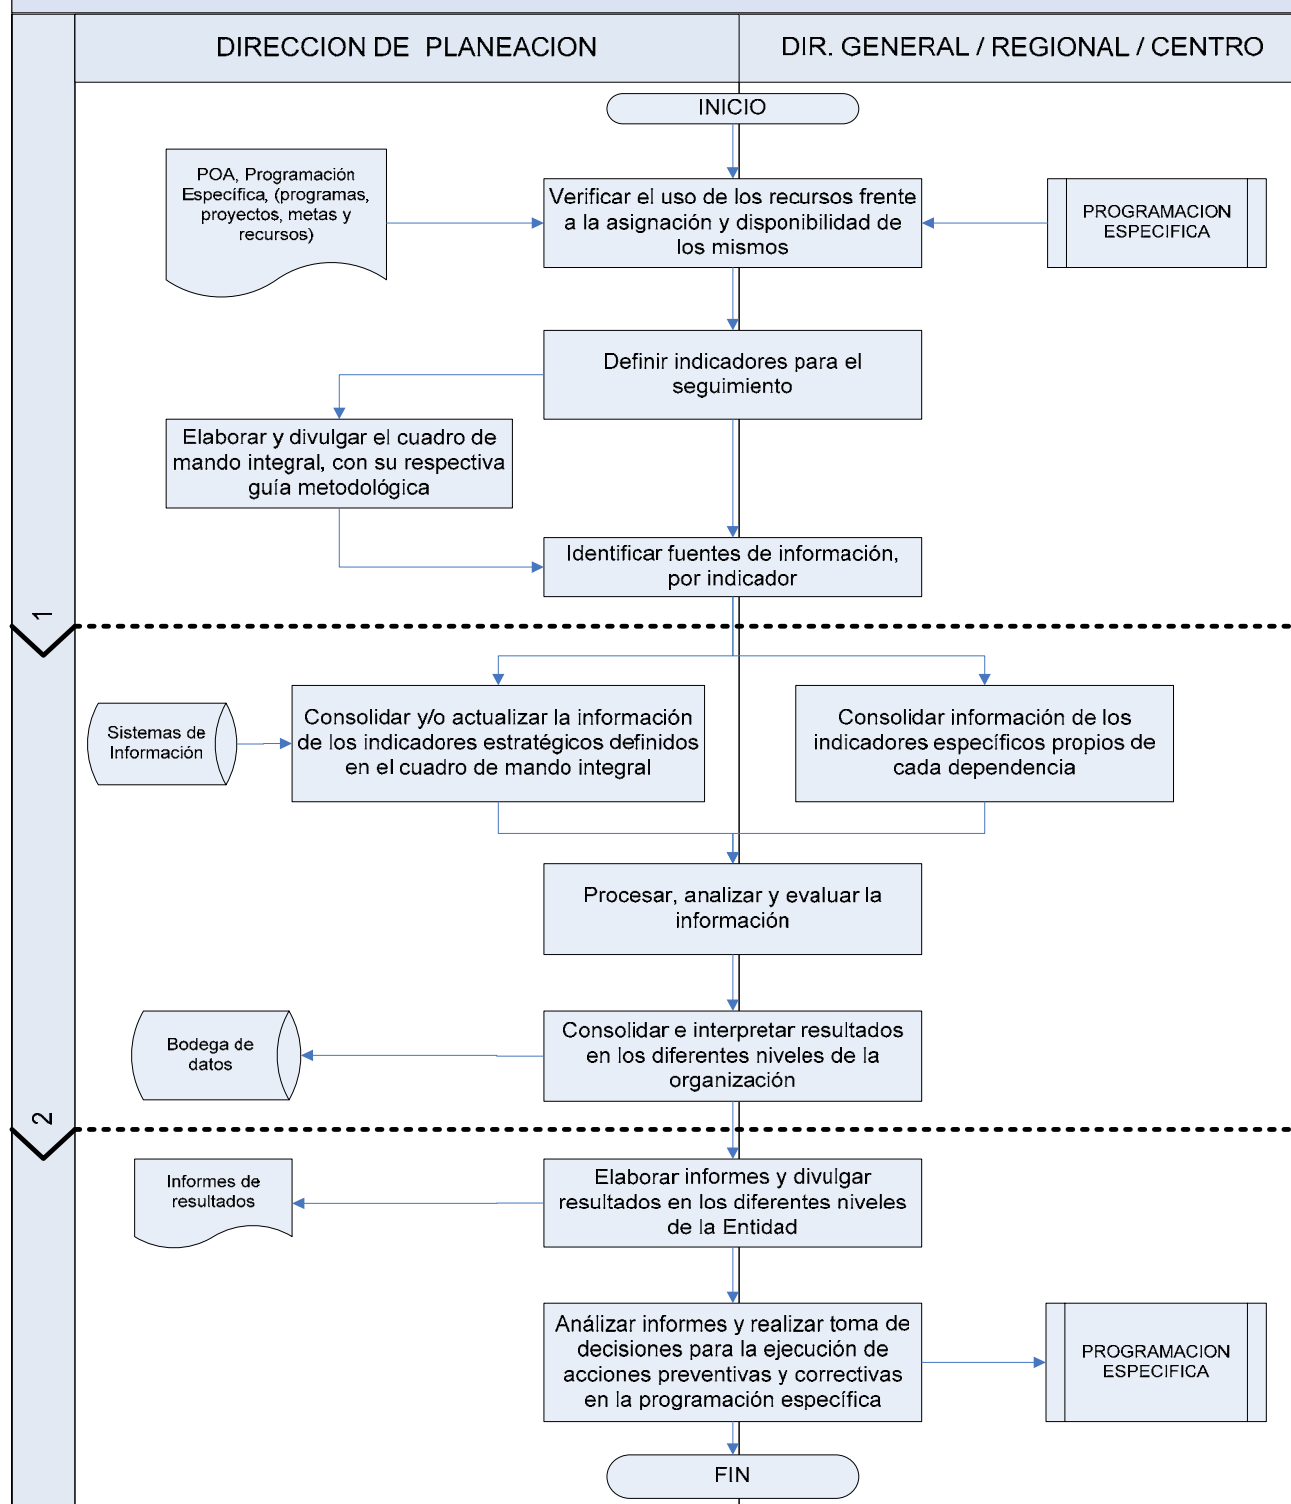 DIRECCION DE PLANEACION
DIR. GENERAL / REGIONAL / CENTRO
INICIO
POA, Programación
Específica, (programas,
proyectos, metas y
recursos)
Verificar el uso de los recursos frente
a la asignación y disponibilidad de
los mismos
PROGRAMACION
ESPECIFICA
Definir indicadores para el
seguimiento
Elaborar y divulgar el cuadro de
mando integral, con su respectiva
guía metodológica
Identificar fuentes de información,
por indicador
1
Sistemas de
Información
Consolidar y/o actualizar la información
de los indicadores estratégicos definidos
en el cuadro de mando integral
Consolidar información de los
indicadores específicos propios de
cada dependencia
Procesar, analizar y evaluar la
información
Bodega de
datos
Consolidar e interpretar resultados
en los diferentes niveles de la
organización
2
Informes de
resultados
Elaborar informes y divulgar
resultados en los diferentes niveles
de la Entidad
Análizar informes y realizar toma de
decisiones para la ejecución de
acciones preventivas y correctivas
en la programación específica
PROGRAMACION
ESPECIFICA
FIN